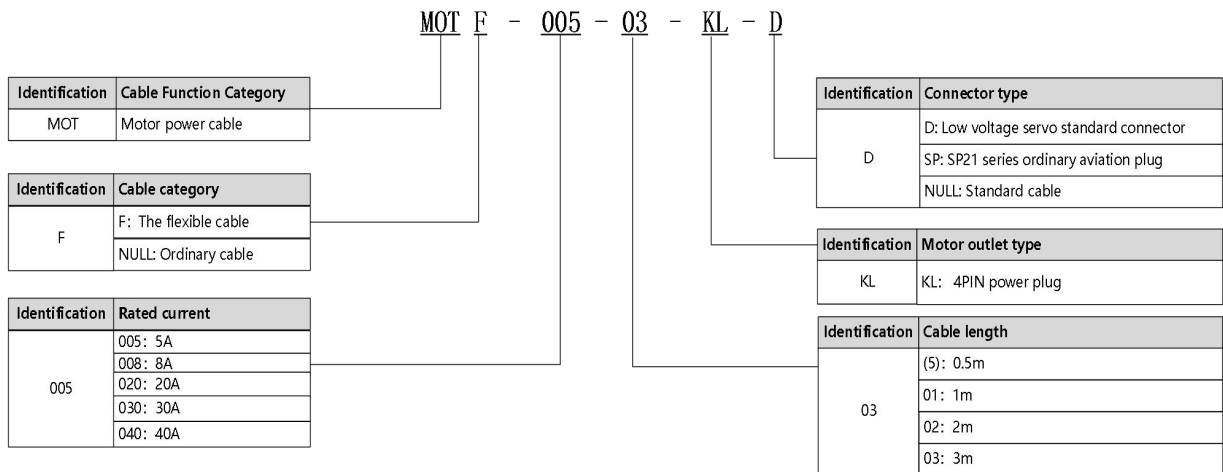 MOT F - 005 - 03 - KL - D
Identification Cable Function Category
MOT Motor power cable
Identification Cable category
F
F: The flexible cable
NULL: Ordinary cable
Identification Rated current
005
005: 5A
008: 8A
020: 20A
030: 30A
040: 40A
Identification Connector type
D
D: Low voltage servo standard connector
SP: SP21 series ordinary aviation plug
NULL: Standard cable
Identification Motor outlet type
KL KL: 4PIN power plug
Identification Cable length
03
(5): 0.5m
01: 1m
02: 2m
03: 3m